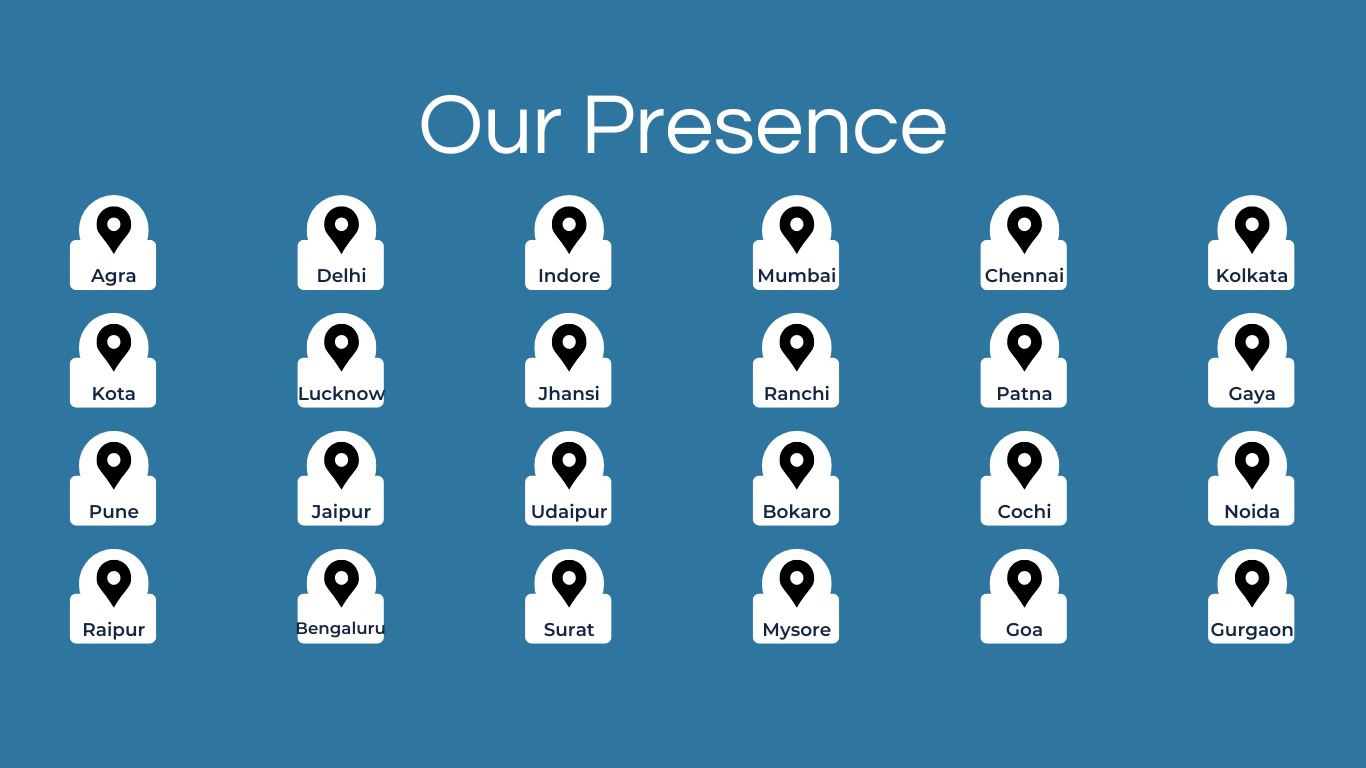 Our Presence
Agra
Delhi
Indore
Mumbai
Chennai
Kolkata
Kota
Lucknow
Jhansi
Ranchi
Patna
Gaya
Pune
Jaipur
Udaipur
Bokaro
Cochi
Noida
Raipur
Bengaluru
Surat
Mysore
Goa
Gurgaon